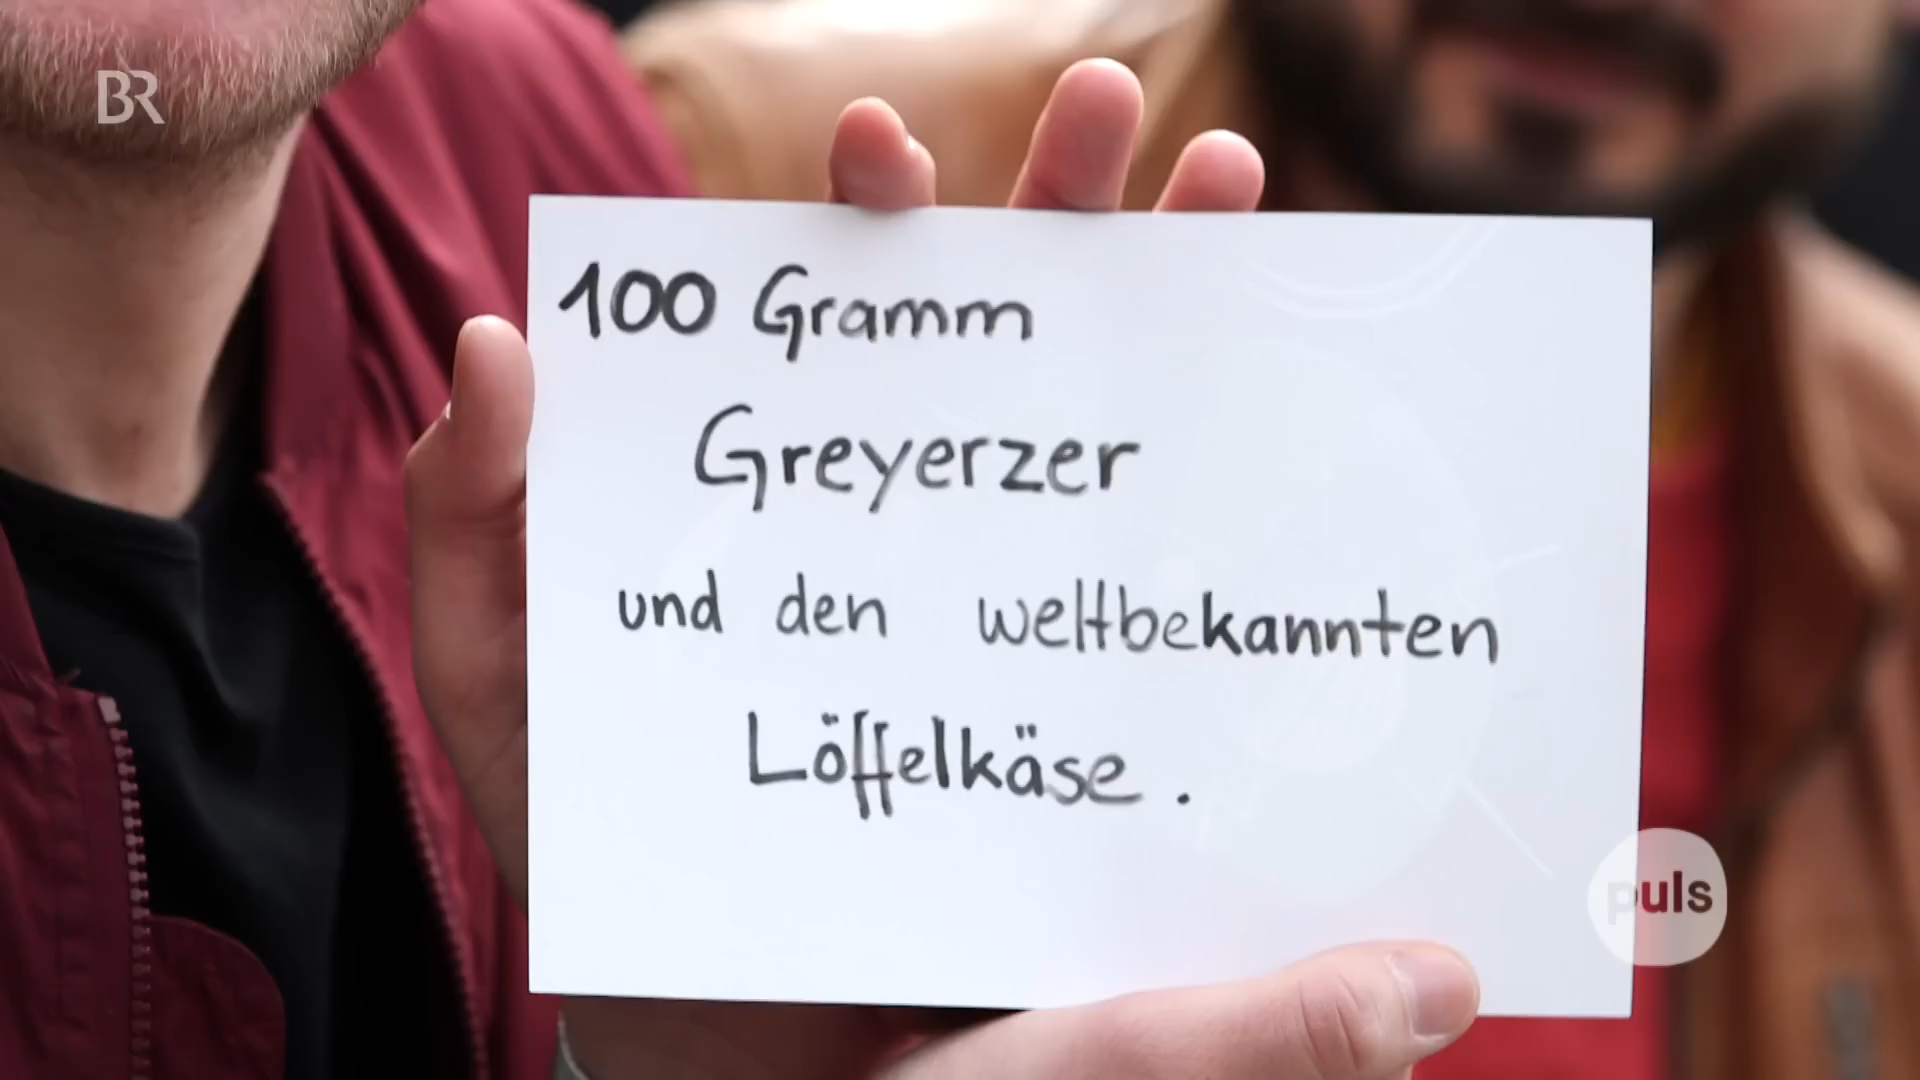 BR
100 Gramm
Greyerzer
und den weltbekannten
Löffelkäse.
puls